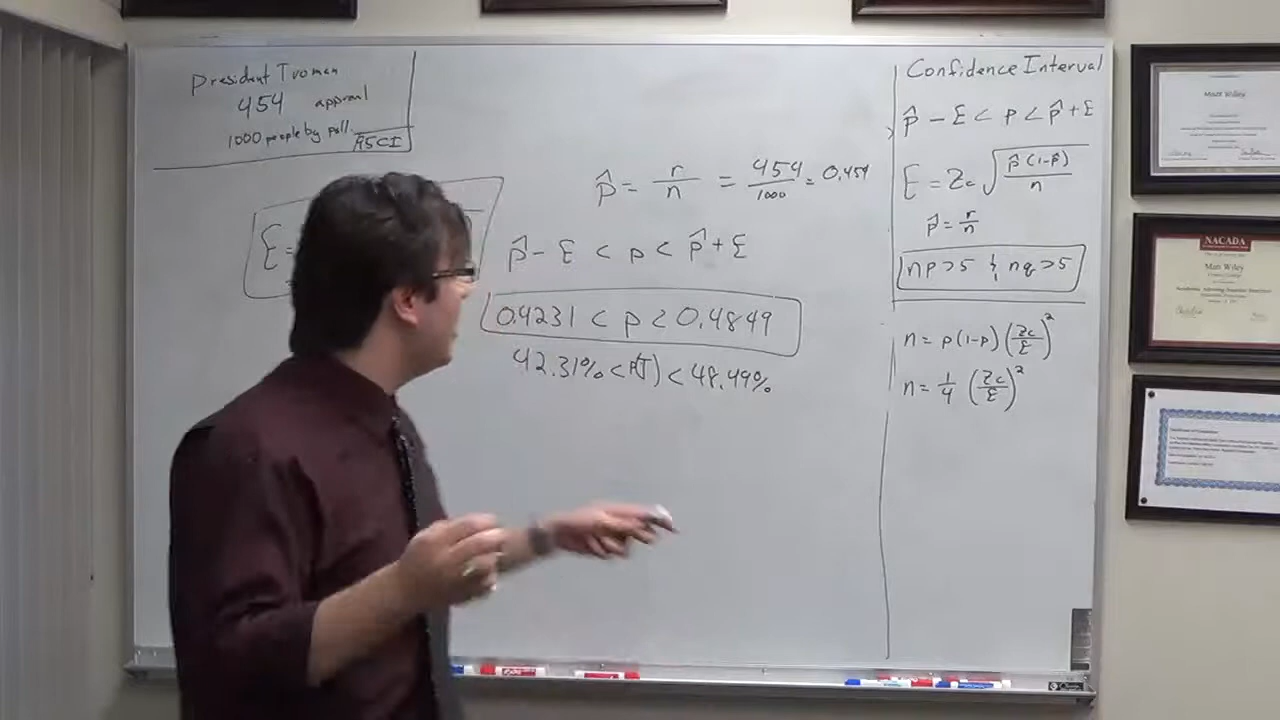 President Truman
454 approval
1000 people by poll.
95CI
Ɛ =
p̂ = r/n = 454/1000 = 0.454
p̂ - Ɛ < p < p̂ + Ɛ
0.4231 < p < 0.4849
42.31% < P(T) < 48.49%
Confidence Interval
p̂ - Ɛ < p < p̂ + Ɛ
Ɛ = Zc √(p̂(1-p̂)/n)
p̂ = r/n
np > 5 & nq > 5
n = p(1-p) (Zc/Ɛ)²
n = 1/4 (Zc/Ɛ)²
Matt Wiley
NACADA
Matt Wiley